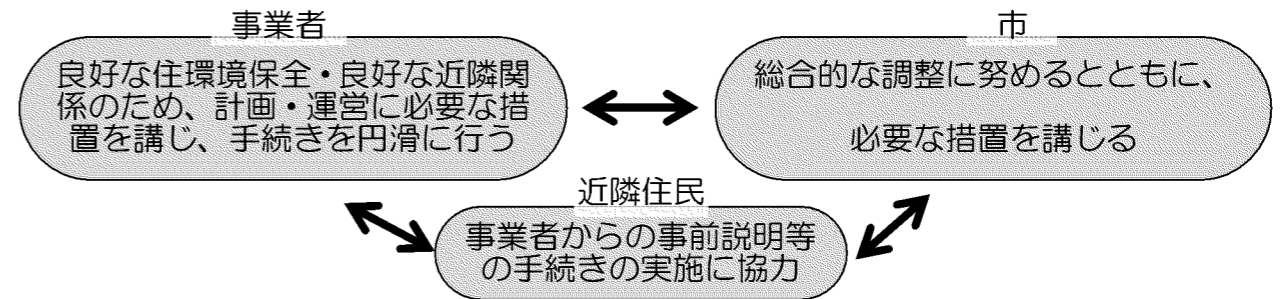 事業者
良好な住環境保全・良好な近隣関
係のため、計画・運営に必要な措
置を講じ、手続きを円滑に行う
市
総合的な調整に努めるとともに、
必要な措置を講じる
近隣住民
事業者からの事前説明等
の手続きの実施に協力